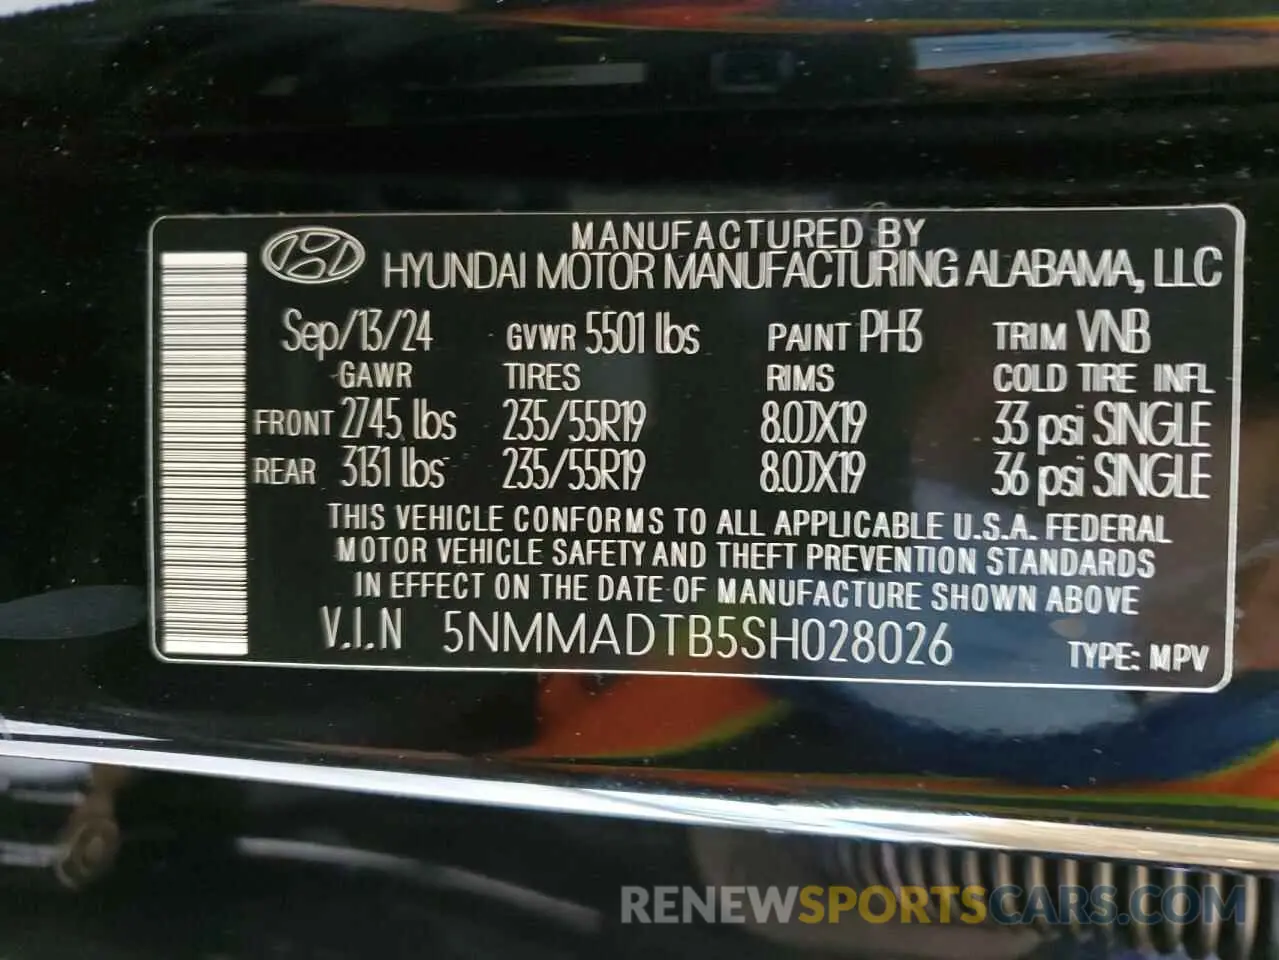 MANUFACTURED BY
HYUNDAI MOTOR MANUFACTURING ALABAMA, LLC
Sep/13/24 GVWR 5501 lbs PAINT PH3 TRIM VNB
GAWR TIRES RIMS COLD TIRE INFL
FRONT 2745 lbs 235/55R19 8.0JX19 33 psi SINGLE
REAR 3131 lbs 235/55R19 8.0JX19 36 psi SINGLE
THIS VEHICLE CONFORMS TO ALL APPLICABLE U.S.A. FEDERAL
MOTOR VEHICLE SAFETY AND THEFT PREVENTION STANDARDS
IN EFFECT ON THE DATE OF MANUFACTURE SHOWN ABOVE
V.I.N 5NMMADTB5SH028026 TYPE: MPV
RENEWSPORTSCARS.COM